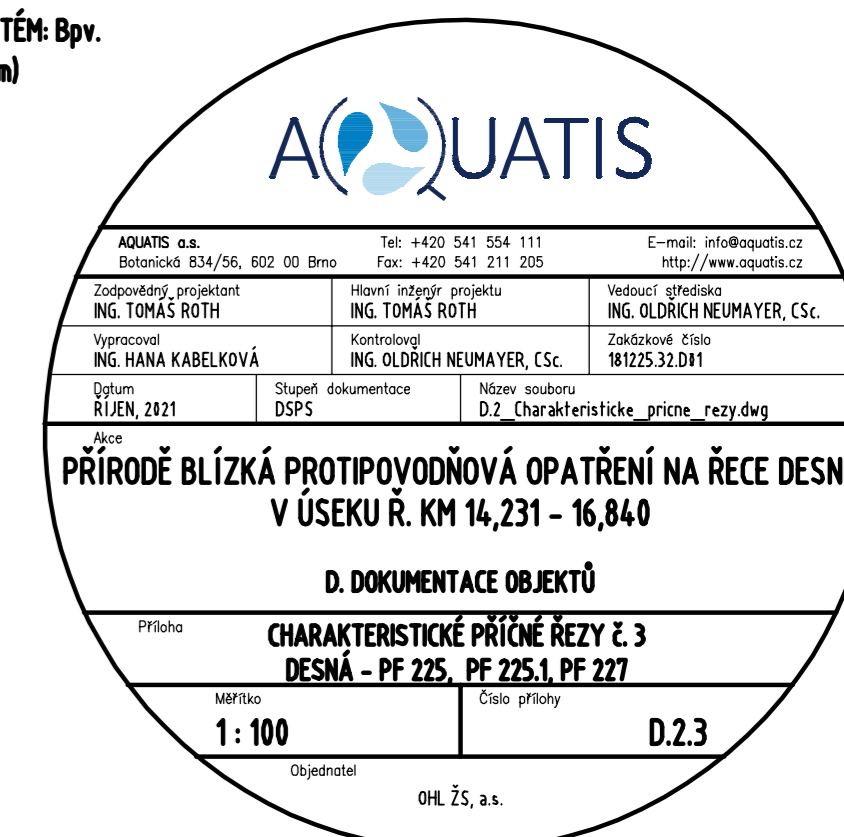 TÉM: Bpv.
m)
AQUATIS
AQUATIS a.s. Tel: +420 541 554 111 E-mail: info@aquatis.cz
Botanická 834/56, 602 00 Brno Fax: +420 541 211 205 http://www.aquatis.cz
Zodpovědný projektant Hlavní inženýr projektu Vedoucí střediska
ING. TOMÁŠ ROTH ING. TOMÁŠ ROTH ING. OLDŘICH NEUMAYER, CSc.
Vypracoval Kontroloval Zakázkové číslo
ING. HANA KABELKOVÁ ING. OLDŘICH NEUMAYER, CSc. 181225.32.D01
Datum Stupeň dokumentace Název souboru
ŘÍJEN, 2021 DSPS D.2_Charakteristicke_pricne_rezy.dwg
Akce
PŘÍRODĚ BLÍZKÁ PROTIPOVODŇOVÁ OPATŘENÍ NA ŘECE DESN
V ÚSEKU Ř. KM 14,231 - 16,840
D. DOKUMENTACE OBJEKTŮ
Příloha
CHARAKTERISTICKÉ PŘÍČNÉ ŘEZY č. 3
DESNÁ - PF 225, PF 225.1, PF 227
Měřítko Číslo přílohy
1 : 100 D.2.3
Objednatel
OHL ŽS, a.s.